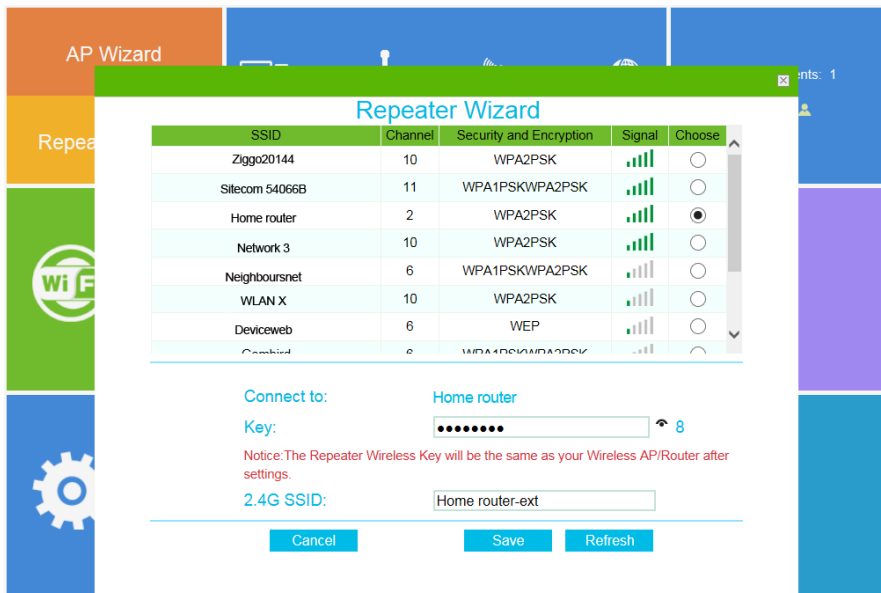 AP Wizard
ents: 1
Repeater Wizard
Repea
SSID Channel Security and Encryption Signal Choose
Ziggo20144 10 WPA2PSK
Sitecom 54066B 11 WPA1PSKWPA2PSK
Home router 2 WPA2PSK
Network 3 10 WPA2PSK
Neighboursnet 6 WPA1PSKWPA2PSK
WLAN X 10 WPA2PSK
Deviceweb 6 WEP
6 WPA1PSKWPA2PSK
Wi F
Connect to: Home router
Key: ●●●●●●●● 8
Notice:The Repeater Wireless Key will be the same as your Wireless AP/Router after
settings.
2.4G SSID: Home router-ext
Cancel Save Refresh